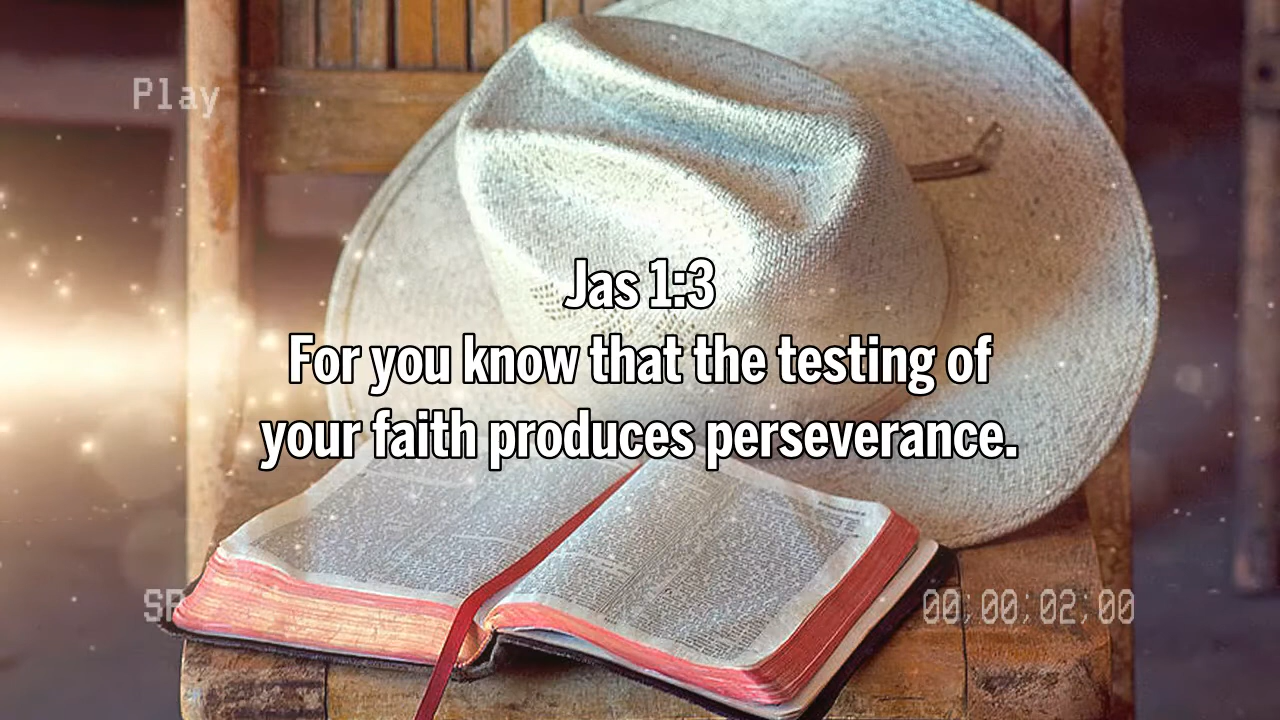 Play
Jas 1:3
For you know that the testing of
your faith produces perseverance.
SP
00;00;02;00